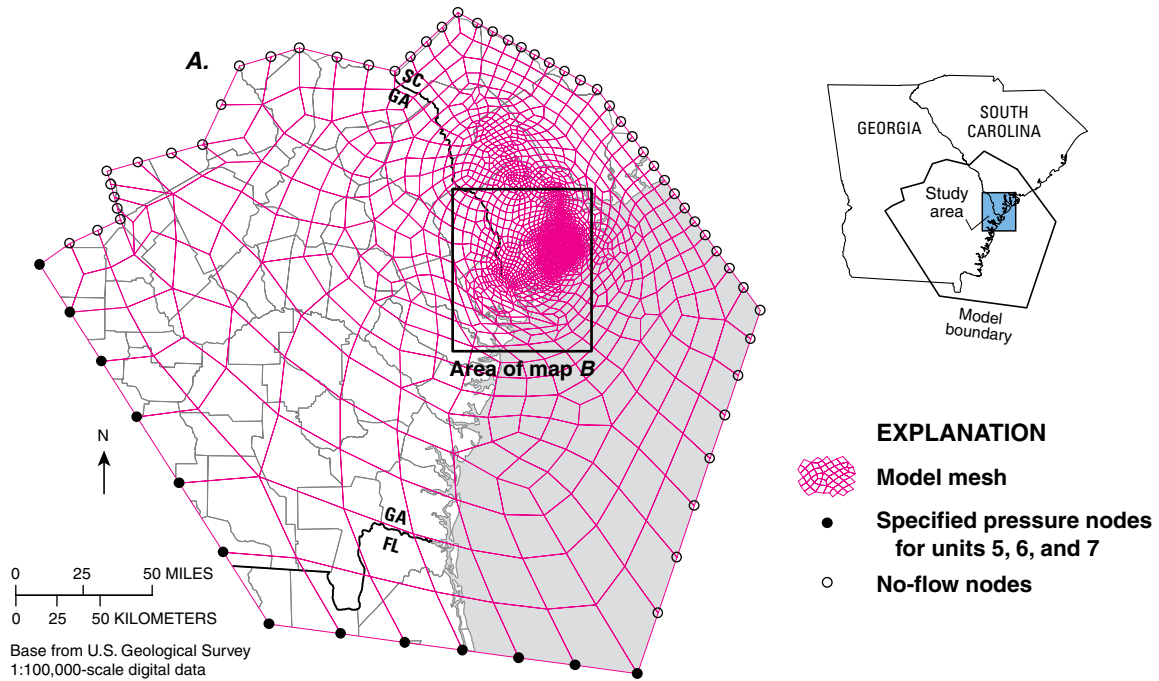 A.
SC
GA
Area of map B
GA
FL
N
0 25 50 MILES
0 25 50 KILOMETERS
Base from U.S. Geological Survey
1:100,000-scale digital data
GEORGIA
SOUTH
CAROLINA
Study
area
Model
boundary
EXPLANATION
Model mesh
Specified pressure nodes
for units 5, 6, and 7
No-flow nodes